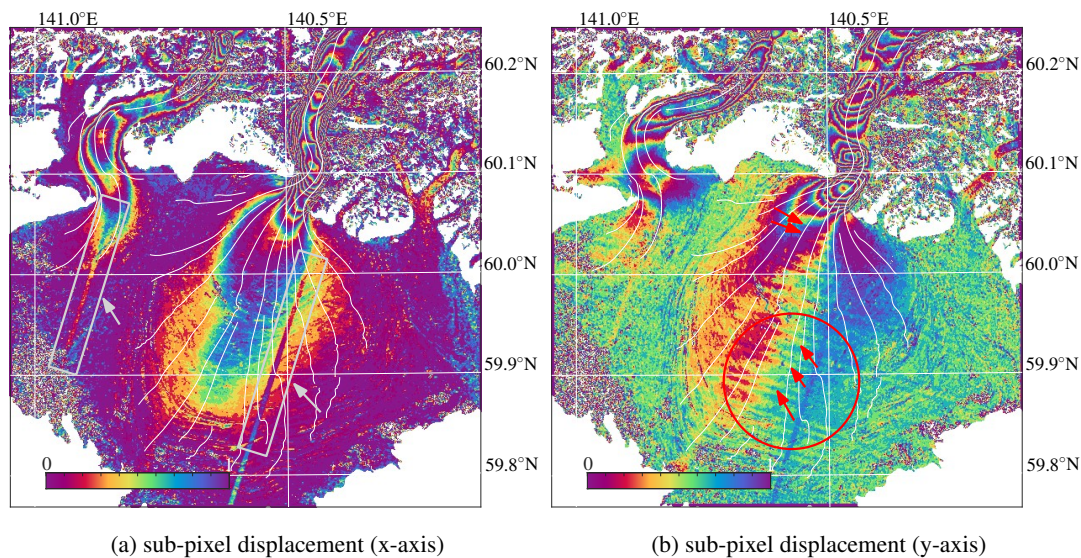 141.0°E 140.5°E
141.0°E 140.5°E
60.2°N
60.1°N
60.0°N
59.9°N
59.8°N
60.2°N
60.1°N
60.0°N
59.9°N
59.8°N
0 1
0 1
(a) sub-pixel displacement (x-axis)
(b) sub-pixel displacement (y-axis)